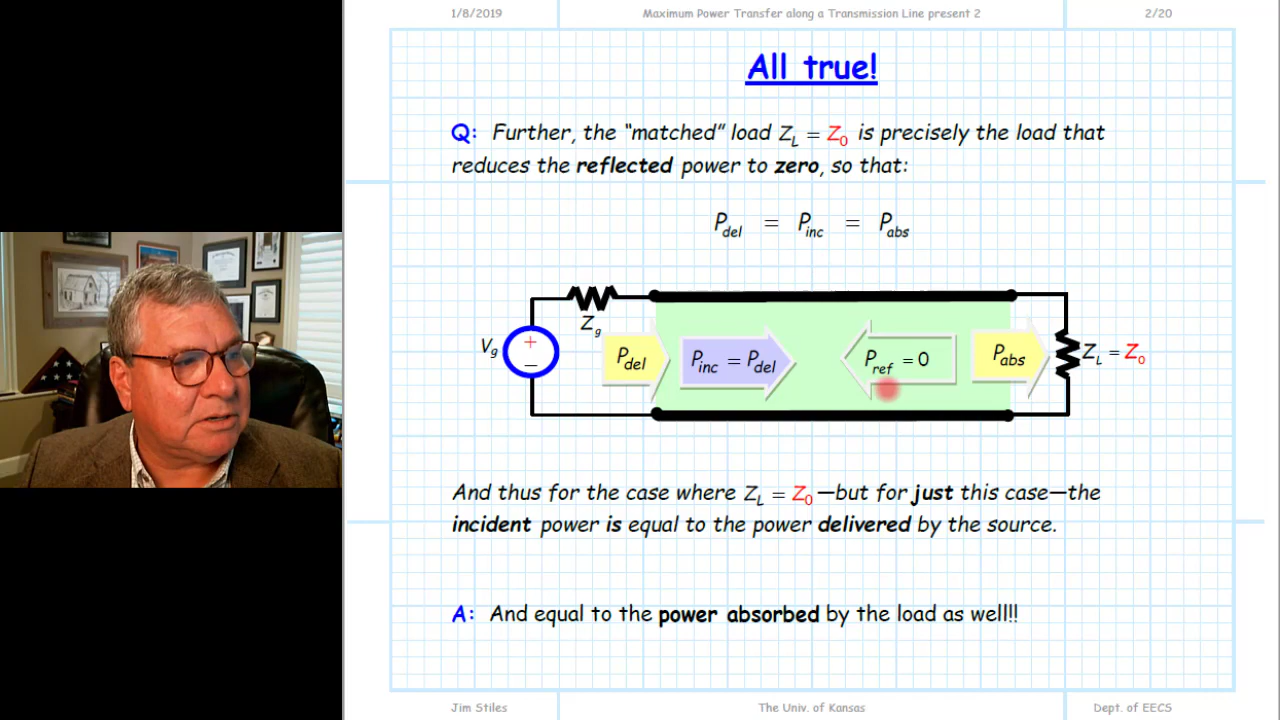 1/8/2019 Maximum Power Transfer along a Transmission Line present 2 2/20
All true!
Q: Further, the “matched” load Z_L = Z_0 is precisely the load that
reduces the reflected power to zero, so that:
P_del = P_inc = P_abs
Z_g
V_g + −
P_del P_inc = P_del P_ref = 0 P_abs Z_L = Z_0
And thus for the case where Z_L = Z_0—but for just this case—the
incident power is equal to the power delivered by the source.
A: And equal to the power absorbed by the load as well!!
Jim Stiles The Univ. of Kansas Dept. of EECS